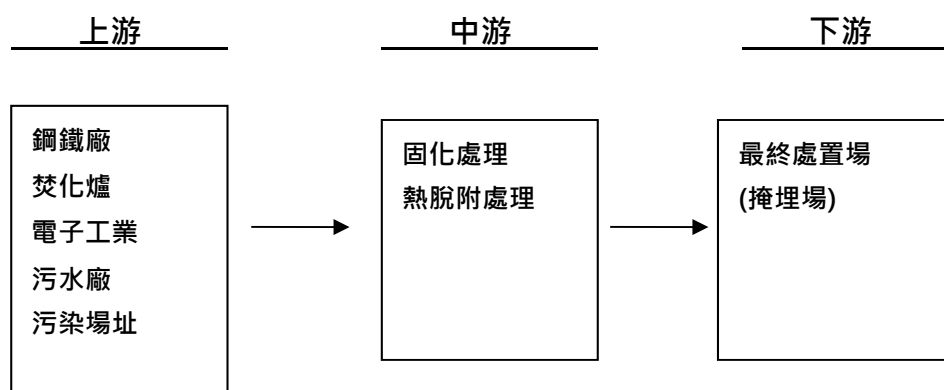 上游
中游
下游
鋼鐵廠
焚化爐
電子工業
污水廠
污染場址
固化處理
熱脫附處理
最終處置場
(掩埋場)